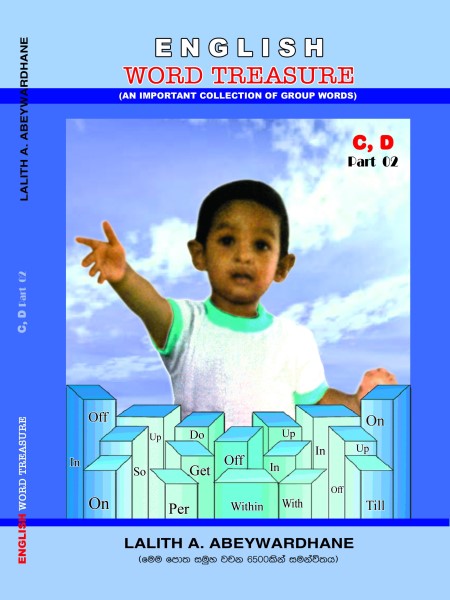 ENGLISH
WORD TREASURE
(AN IMPORTANT COLLECTION OF GROUP WORDS)
C, D
Part 02
Off
In
On
Up
So
Do
Get
Per
Off
Up
In
Within
With
In
Off
On
Up
Till
LALITH A. ABEYWARDHANE
(මෙම පොත සමූහ වචන 6500කින් සමන්විතය)
LALITH A. ABEYWARDHANE
C, D Part 02
ENGLISH WORD TREASURE